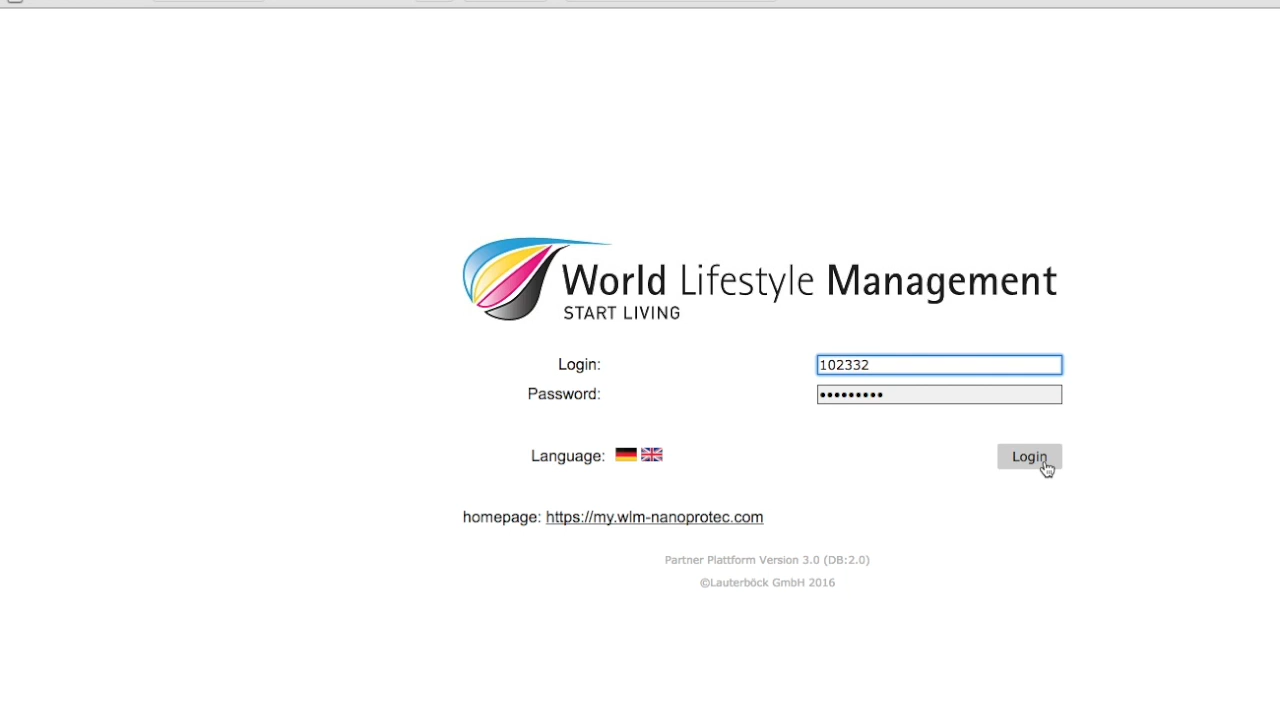 World Lifestyle Management
START LIVING
Login: 102332
Password: •••••••••
Language:
Login
homepage: https://my.wlm-nanoprotec.com
Partner Plattform Version 3.0 (DB:2.0)
©Lauterböck GmbH 2016